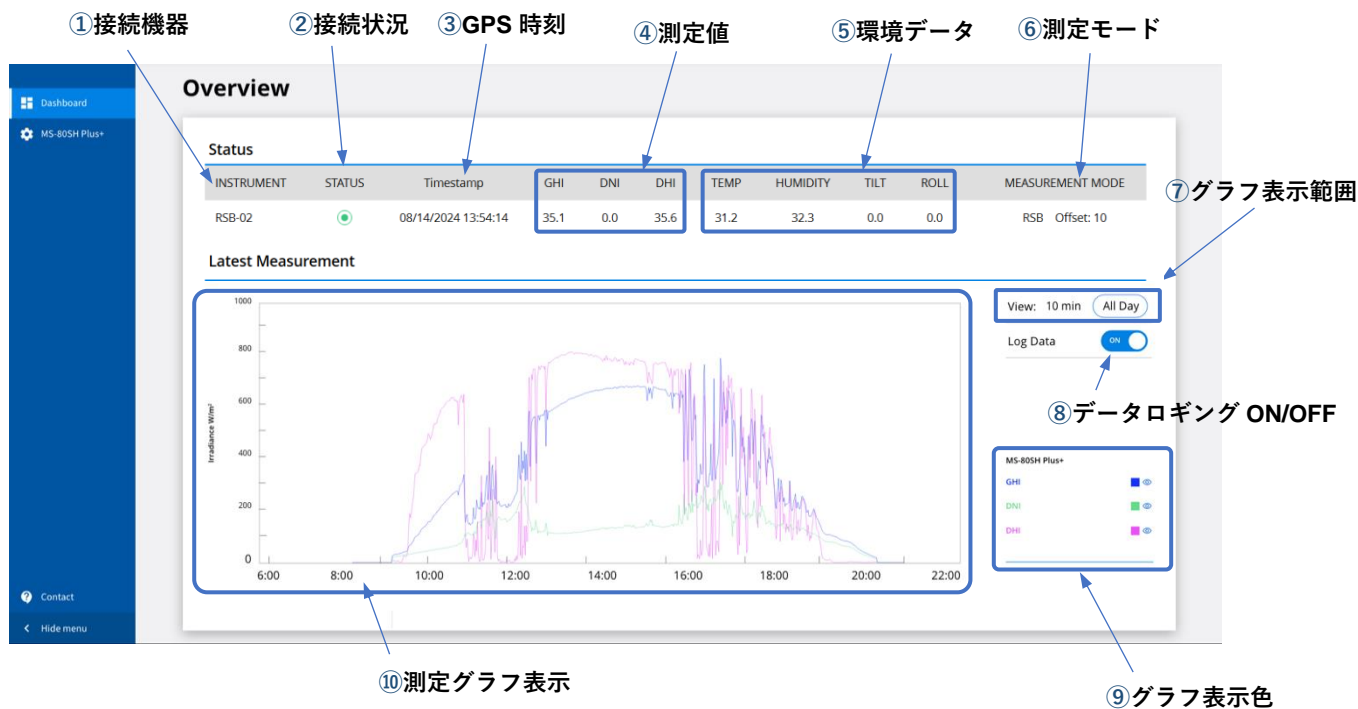 ①接続機器
②接続状況
③GPS 時刻
④測定値
⑤環境データ
⑥測定モード
Overview
Dashboard
MS-80SH Plus+
Status
INSTRUMENT STATUS Timestamp GHI DNI DHI TEMP HUMIDITY TILT ROLL MEASUREMENT MODE
RSB-02 08/14/2024 13:54:14 35.1 0.0 35.6 31.2 32.3 0.0 0.0 RSB Offset: 10
⑦グラフ表示範囲
Latest Measurement
View: 10 min All Day
Log Data ON
⑧データロギング ON/OFF
1000
800
600
400
200
0
Irradiance W/m²
6:00 8:00 10:00 12:00 14:00 16:00 18:00 20:00 22:00
MS-80SH Plus+
GHI
DNI
DHI
Contact
Hide menu
⑩測定グラフ表示
⑨グラフ表示色